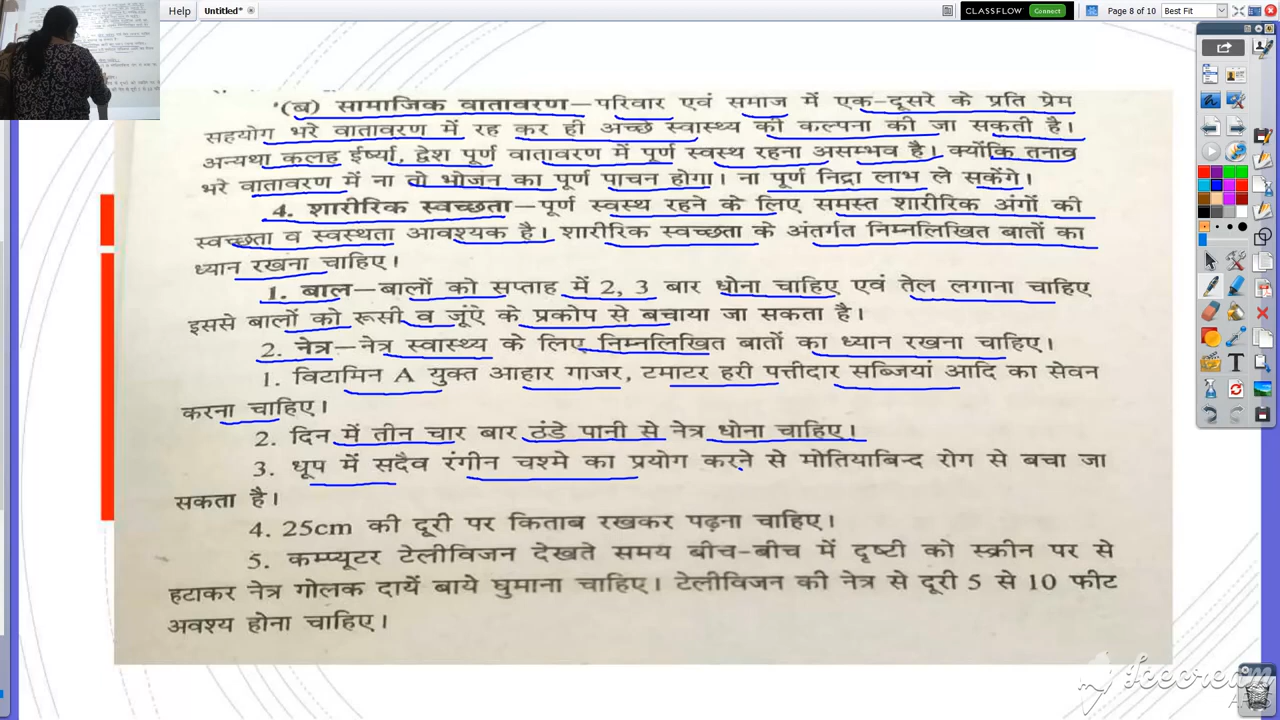 Help Untitled* CLASSFLOW Connect Page 8 of 10 Best Fit
(ब) सामाजिक वातावरण–परिवार एवं समाज में एक-दूसरे के प्रति प्रेम
सहयोग भरे वातावरण में रह कर ही अच्छे स्वास्थ्य की कल्पना की जा सकती है।
अन्यथा कलह ईर्ष्या, द्वेश पूर्ण वातावरण में पूर्ण स्वस्थ रहना असम्भव है। क्योंकि तनाव
भरे वातावरण में ना तो भोजन का पूर्ण पाचन होगा। ना पूर्ण निद्रा लाभ ले सकेंगे।
4. शारीरिक स्वच्छता–पूर्ण स्वस्थ रहने के लिए समस्त शारीरिक अंगों की
स्वच्छता व स्वस्थता आवश्यक है। शारीरिक स्वच्छता के अंतर्गत निम्नलिखित बातों का
ध्यान रखना चाहिए।
1. बाल–बालों को सप्ताह में 2, 3 बार धोना चाहिए एवं तेल लगाना चाहिए
इससे बालों को रूसी व जूंऐ के प्रकोप से बचाया जा सकता है।
2. नेत्र–नेत्र स्वास्थ्य के लिए निम्नलिखित बातों का ध्यान रखना चाहिए।
1. विटामिन A युक्त आहार गाजर, टमाटर हरी पत्तीदार सब्जियां आदि का सेवन
करना चाहिए।
2. दिन में तीन चार बार ठंडे पानी से नेत्र धोना चाहिए।
3. धूप में सदैव रंगीन चश्मे का प्रयोग करने से मोतियाबिन्द रोग से बचा जा
सकता है।
4. 25cm की दूरी पर किताब रखकर पढ़ना चाहिए।
5. कम्प्यूटर टेलीविजन देखते समय बीच-बीच में दृष्टी को स्क्रीन पर से
हटाकर नेत्र गोलक दायें बाये घुमाना चाहिए। टेलीविजन की नेत्र से दूरी 5 से 10 फीट
अवश्य होना चाहिए।
Icecream
APPS